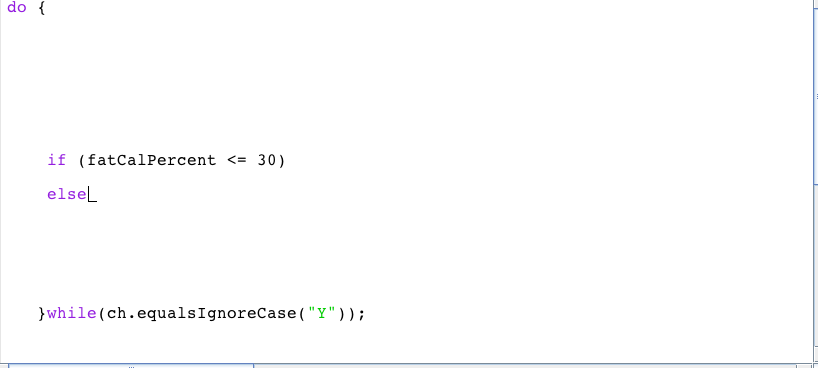 do {
if (fatCalPercent <= 30)
else
}while(ch.equalsIgnoreCase("Y"));